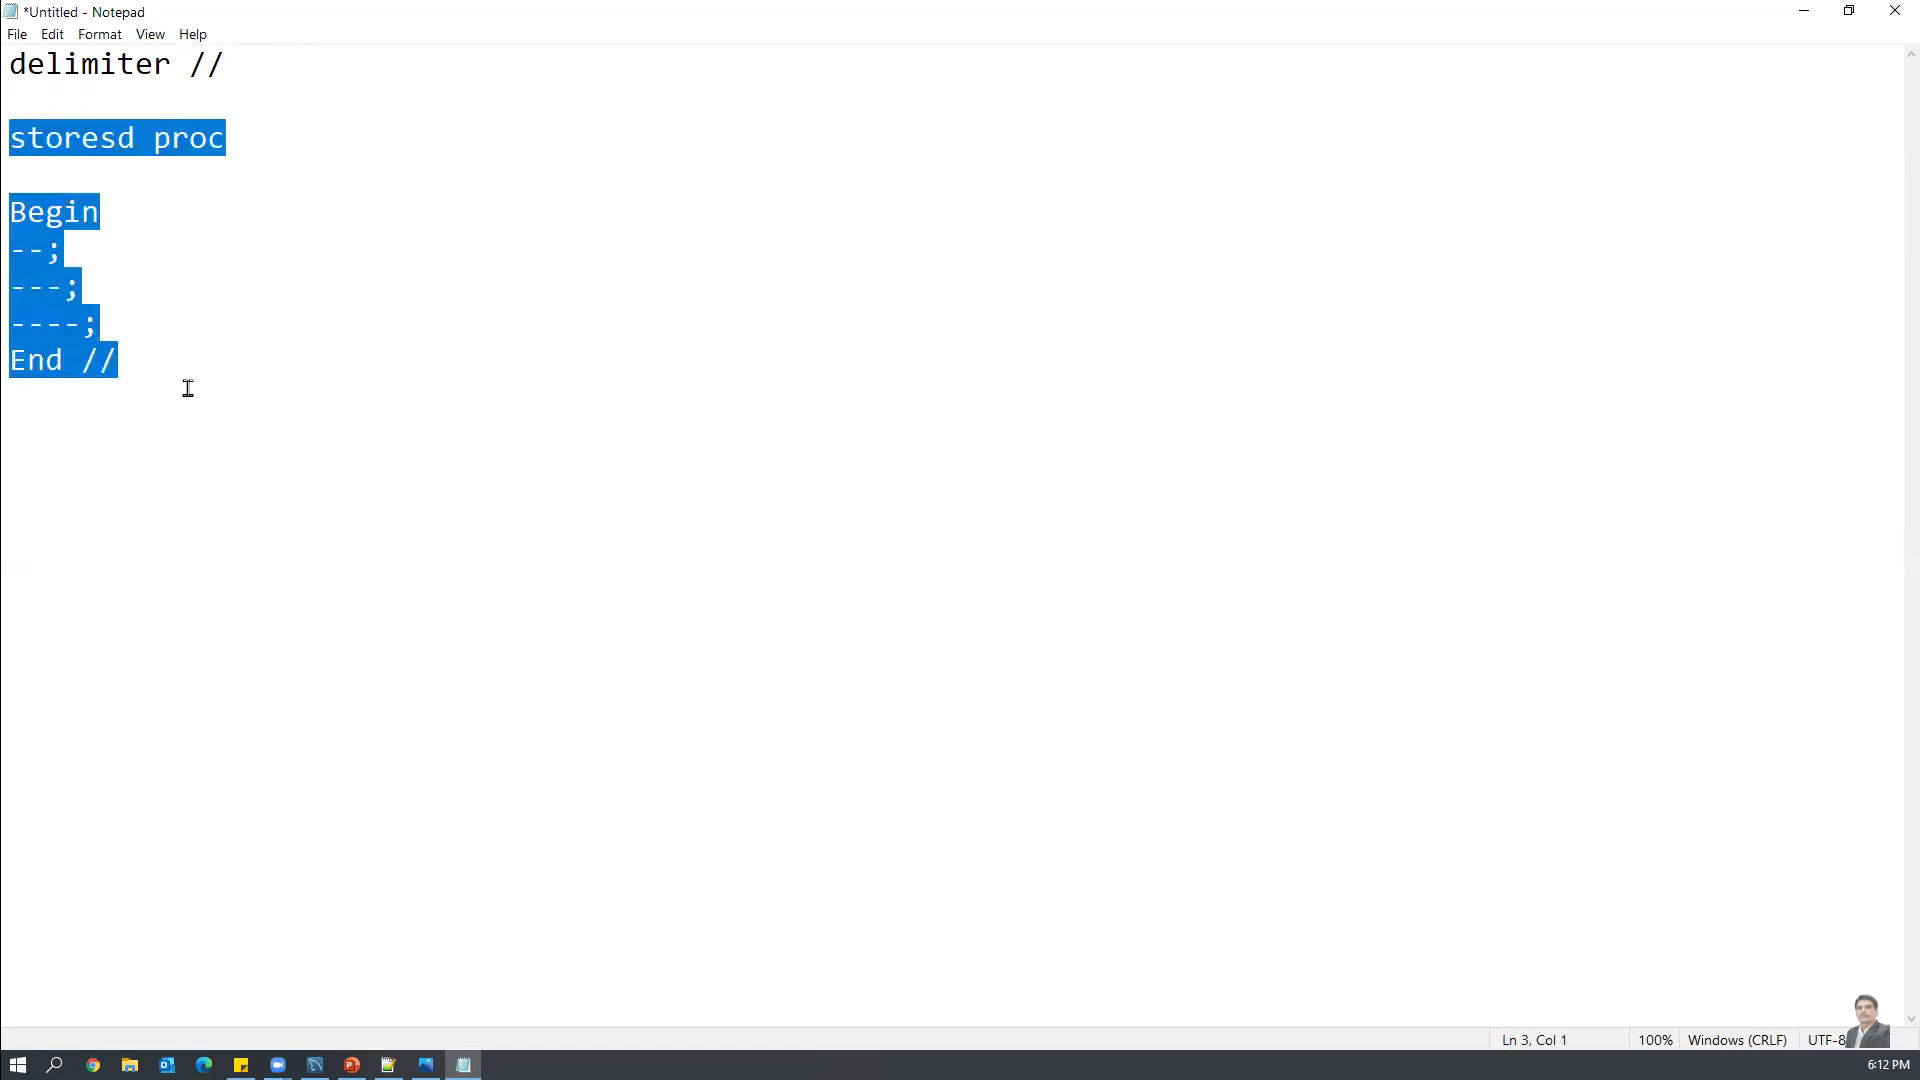 *Untitled - Notepad
File Edit Format View Help
delimiter //
storesd proc
Begin
--;
---;
----;
End //
Ln 3, Col 1 100% Windows (CRLF) UTF-8
6:12 PM